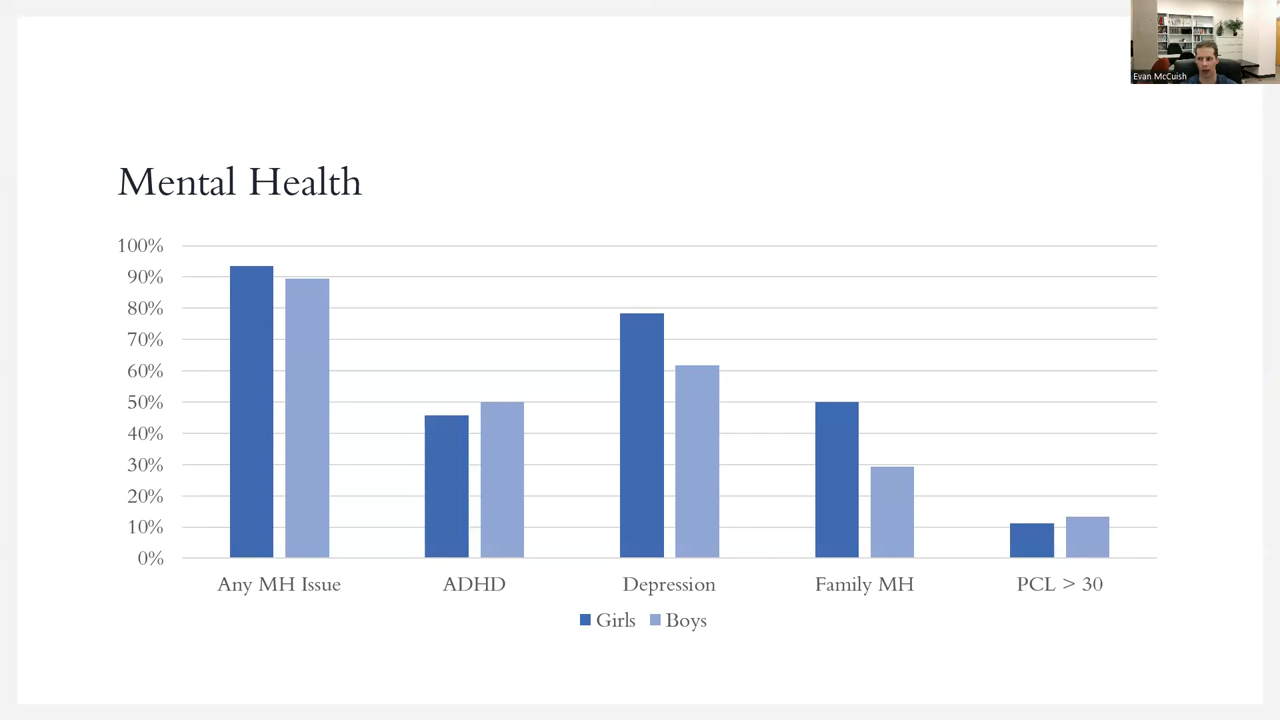 Evan McCuish
Mental Health
100%
90%
80%
70%
60%
50%
40%
30%
20%
10%
0%
Any MH Issue
ADHD
Depression
Family MH
PCL > 30
Girls
Boys